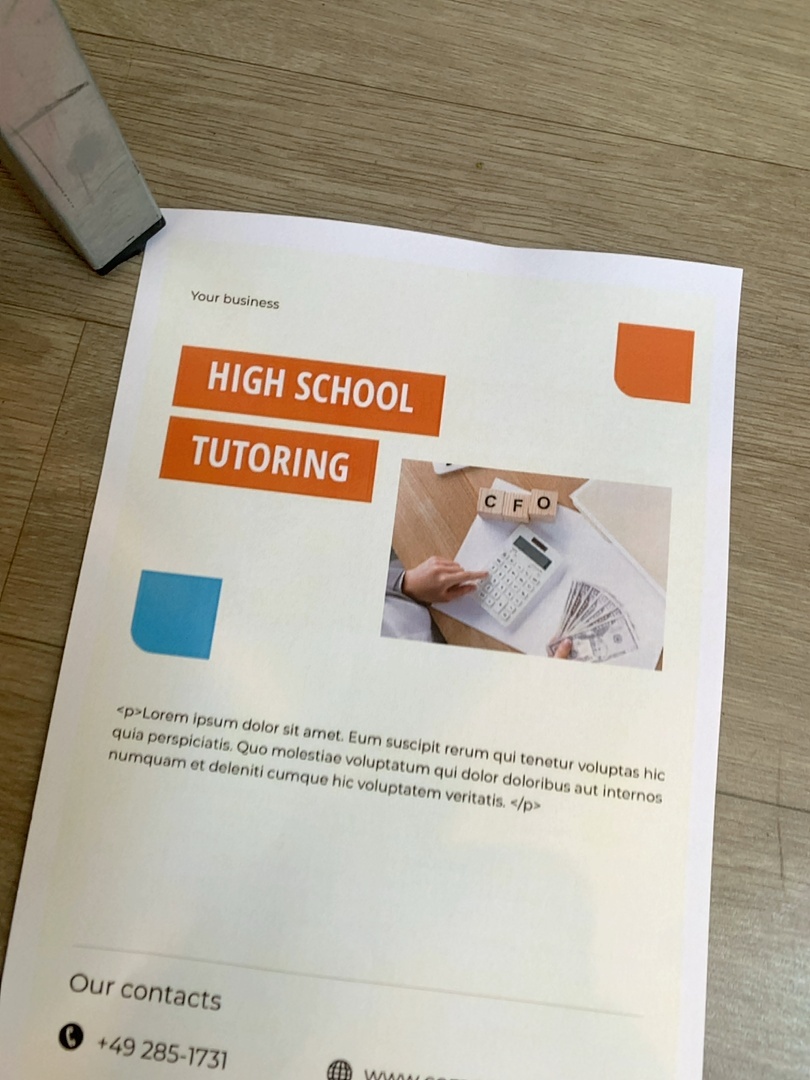 Your business
HIGH SCHOOL
TUTORING
C F O
<p>Lorem ipsum dolor sit amet. Eum suscipit rerum qui tenetur voluptas hic
quia perspiciatis. Quo molestiae voluptatum qui dolor doloribus aut internos
numquam et deleniti cumque hic voluptatem veritatis. </p>
Our contacts
+49 285-1731